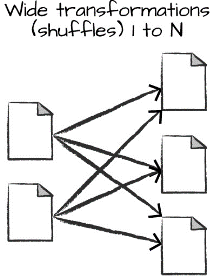 Wide transformations
(shuffles) 1 to N